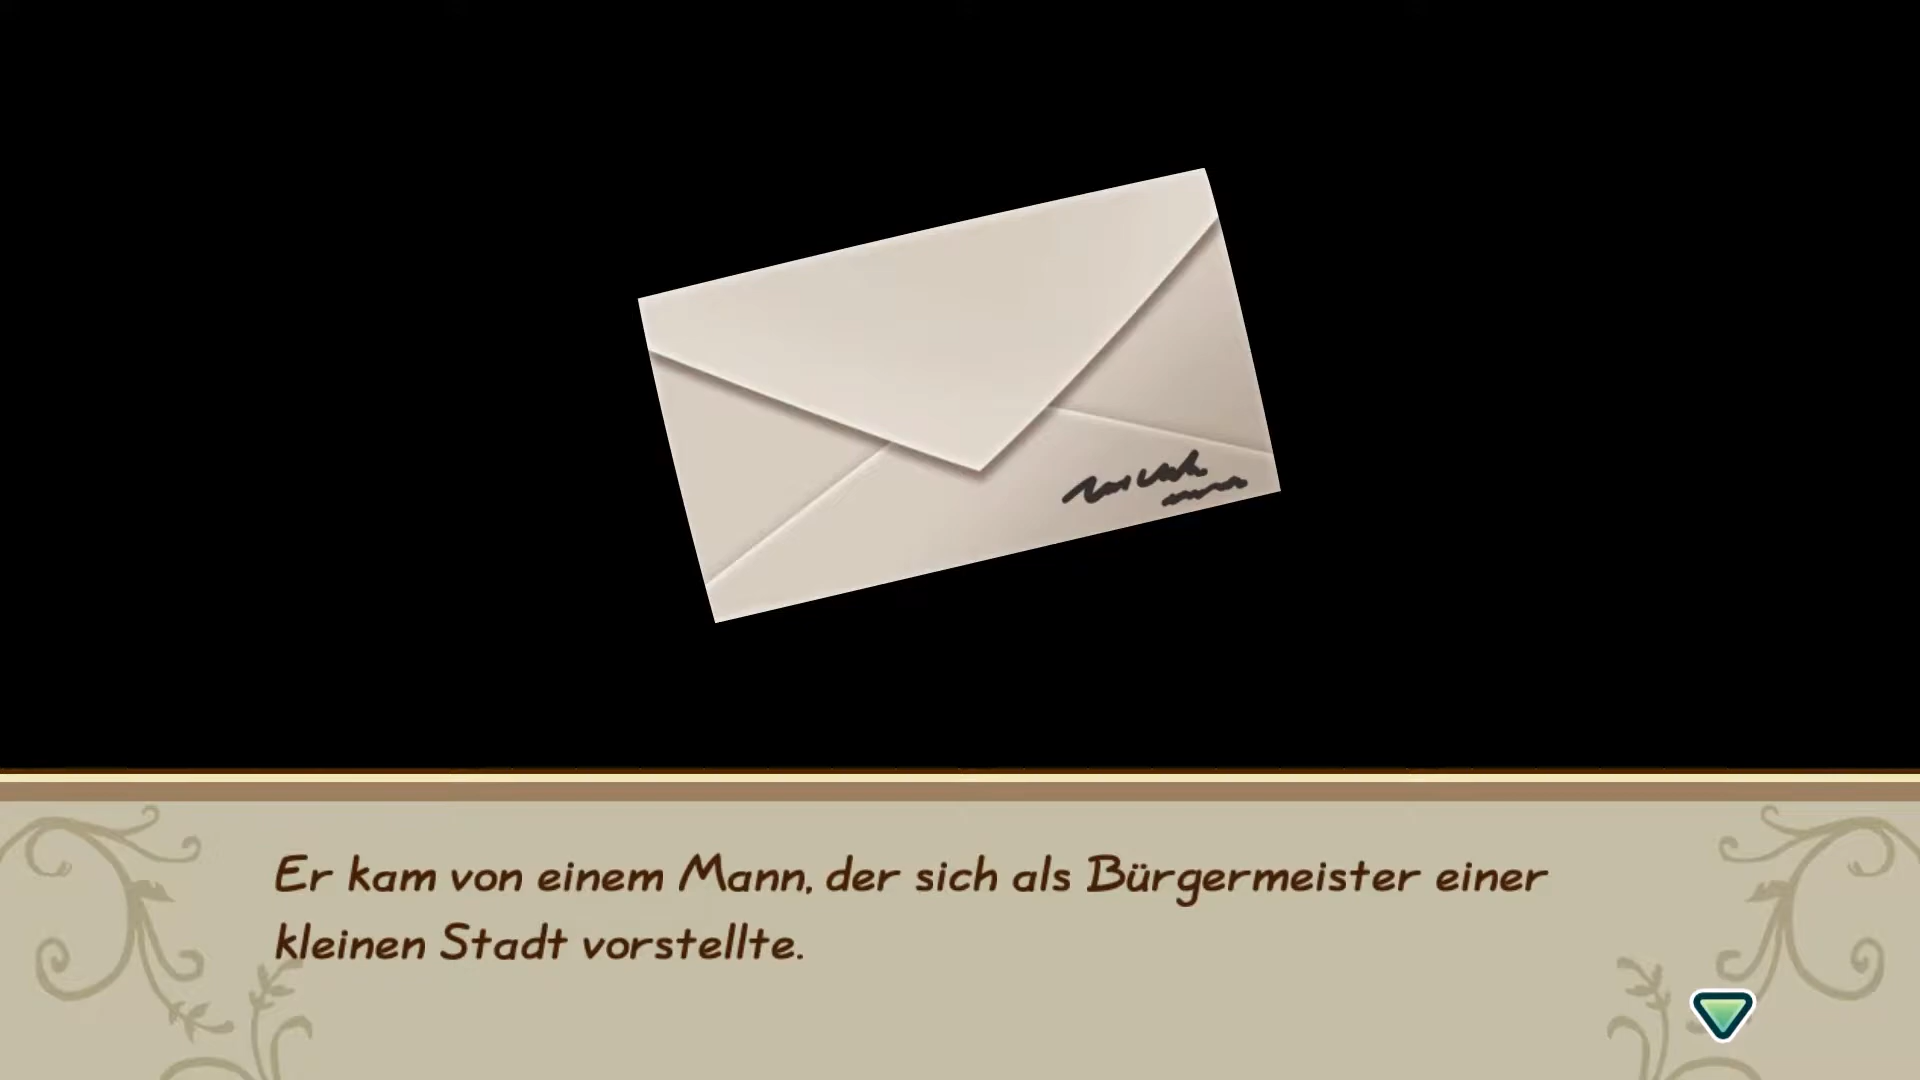 Er kam von einem Mann, der sich als Bürgermeister einer
kleinen Stadt vorstellte.